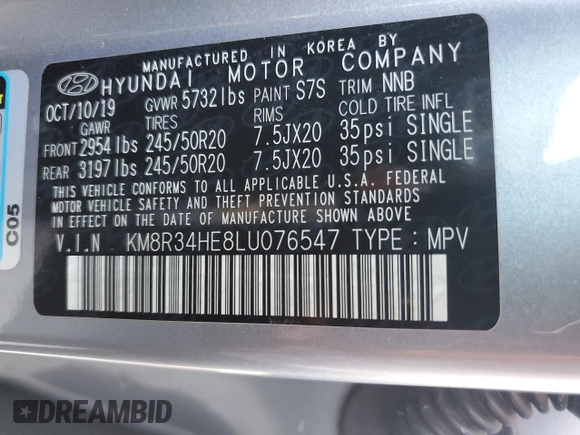 MANUFACTURED IN KOREA BY
HYUNDAI MOTOR COMPANY
OCT/10/19 GVWR 5732lbs PAINT S7S TRIM NNB
GAWR TIRES RIMS COLD TIRE INFL
FRONT 2954lbs 245/50R20 7.5JX20 35psi SINGLE
REAR 3197lbs 245/50R20 7.5JX20 35psi SINGLE
THIS VEHICLE CONFORMS TO ALL APPLICABLE U.S.A. FEDERAL
MOTOR VEHICLE SAFETY AND THEFT PREVENTION STANDARDS
IN EFFECT ON THE DATE OF MANUFACTURE SHOWN ABOVE
V.I.N KM8R34HE8LU076547 TYPE : MPV
C05
DREAMBID